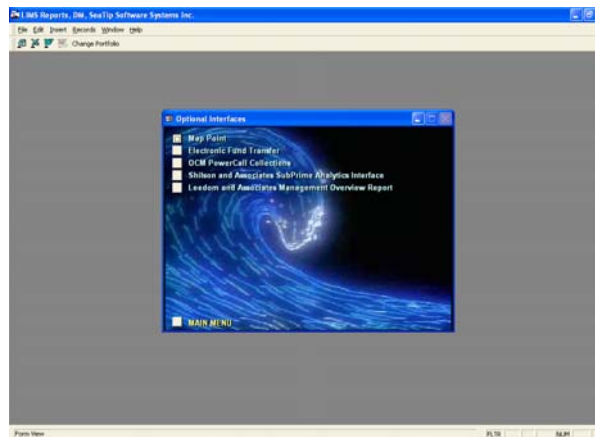 LIMS Reports, DM, SeaTip Software Systems Inc.
File Edit Insert Records Window Help
Change Portfolio
Optional Interfaces
Map Point
Electronic Fund Transfer
OCM PowerCall Collections
Shilson and Associates SubPrime Analytics Interface
Leedom and Associates Management Overview Report
MAIN MENU
Form View FLTR NUM